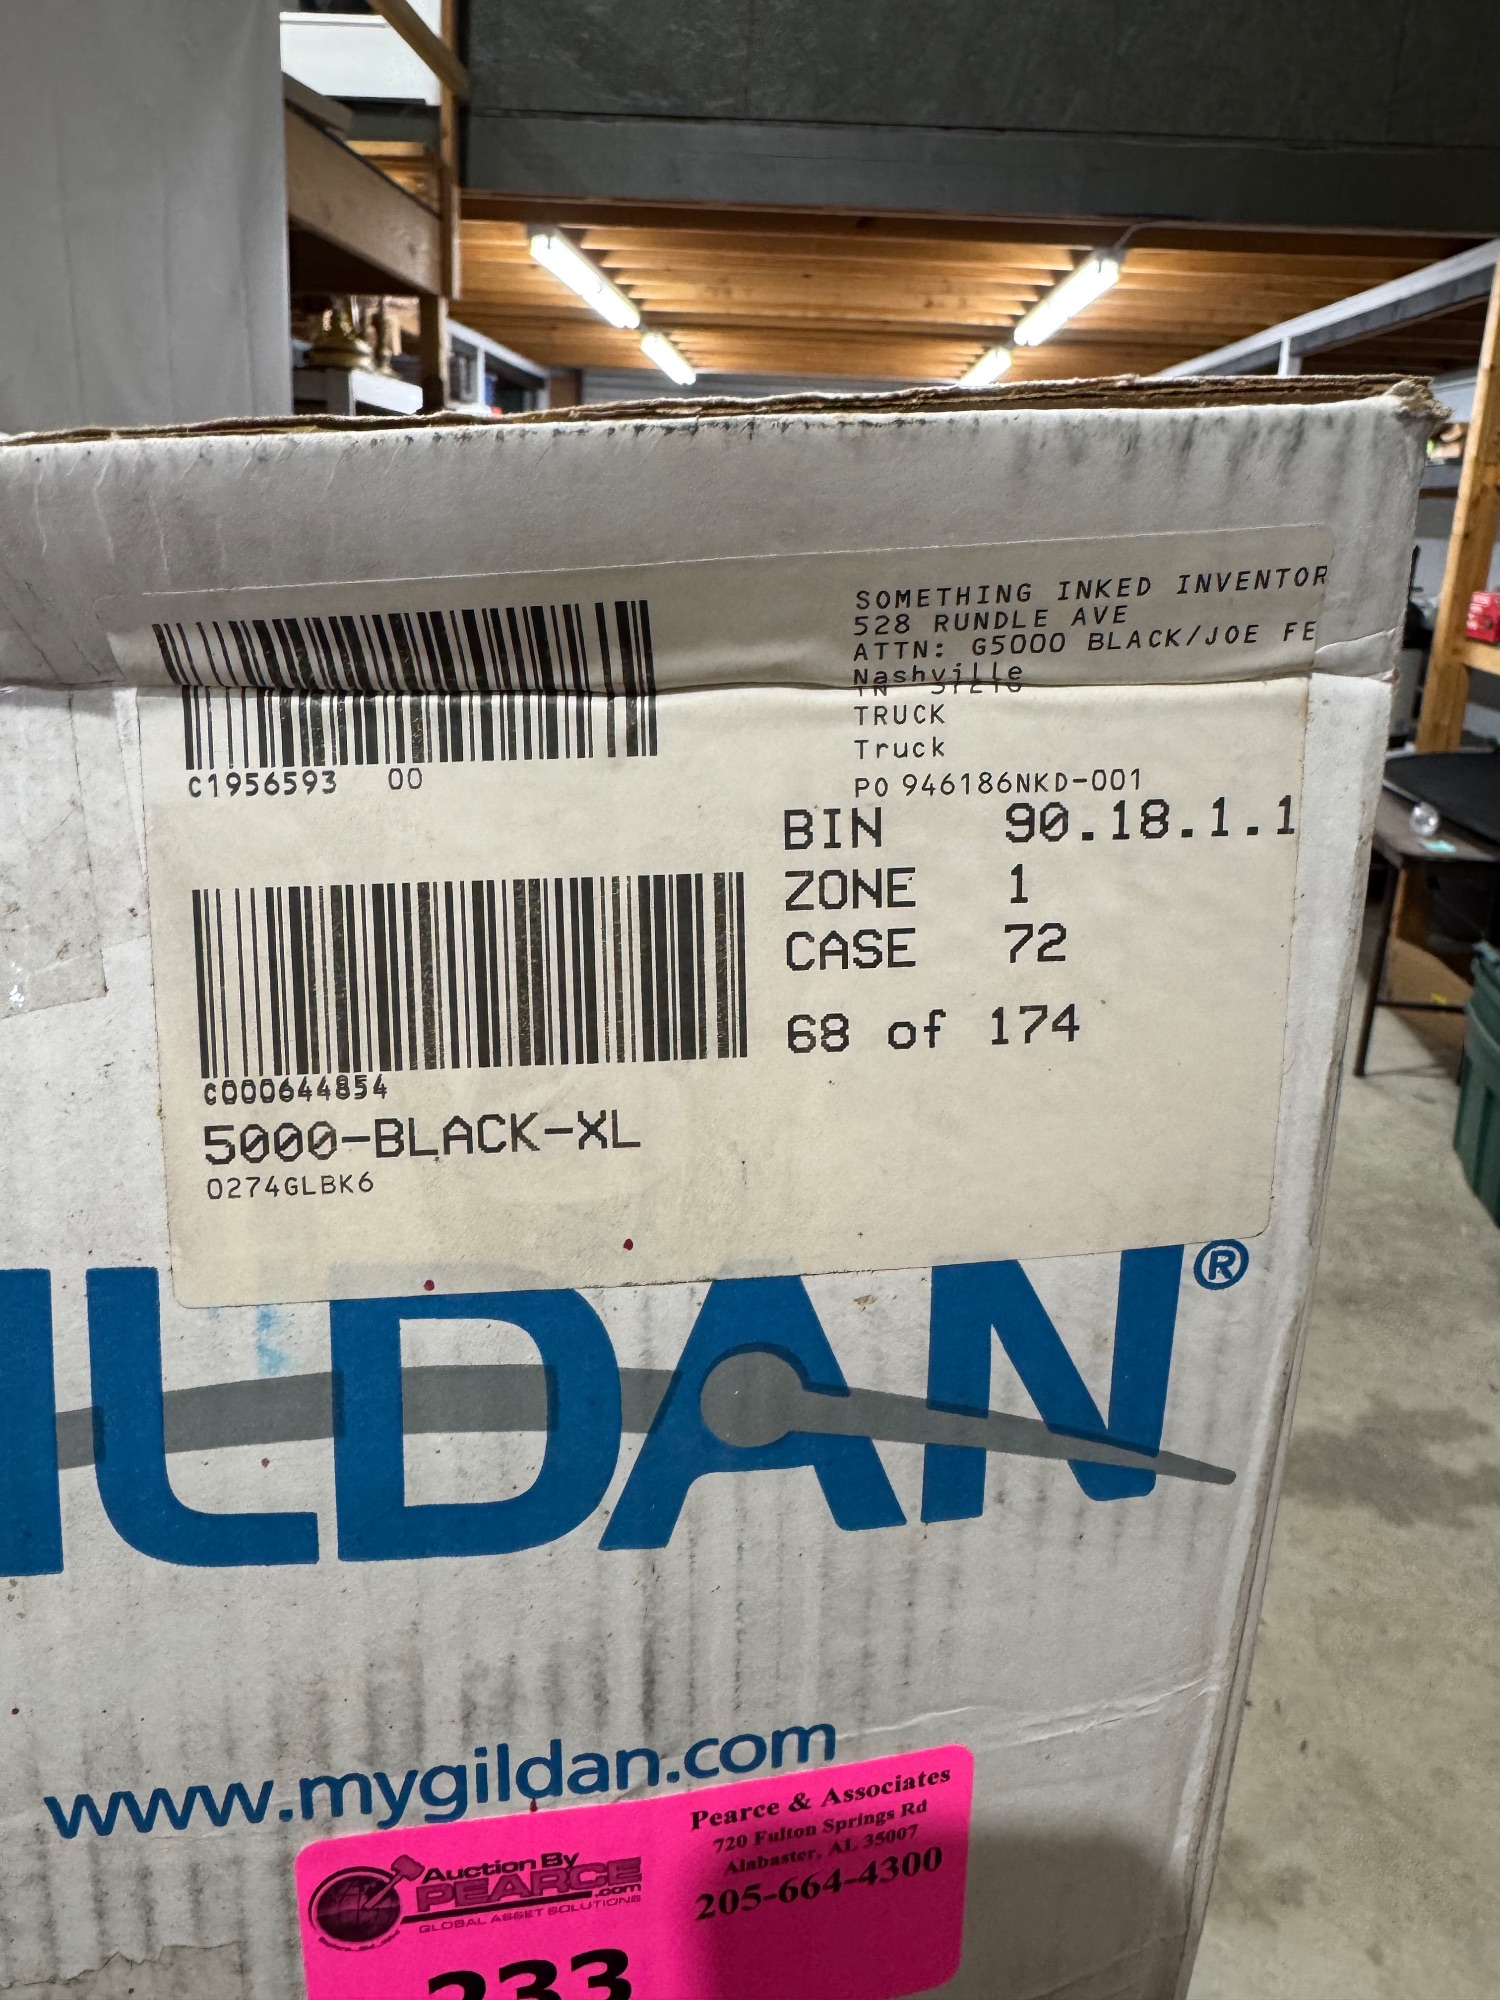 SOMETHING INKED INVENTOR
528 RUNDLE AVE
ATTN: G5000 BLACK/JOE FE
Nashville
TN
TRUCK
Truck
PO 946186NKD-001
C1956593 00
BIN 90.18.1.1
ZONE 1
CASE 72
68 of 174
C000644854
5000-BLACK-XL
0274GLBK6
ILDAN®
www.mygildan.com
Auction By
PEARCE
.com
GLOBAL ASSET SOLUTIONS
Pearce & Associates
720 Fulton Springs Rd
Alabaster, AL 35007
205-664-4300
233